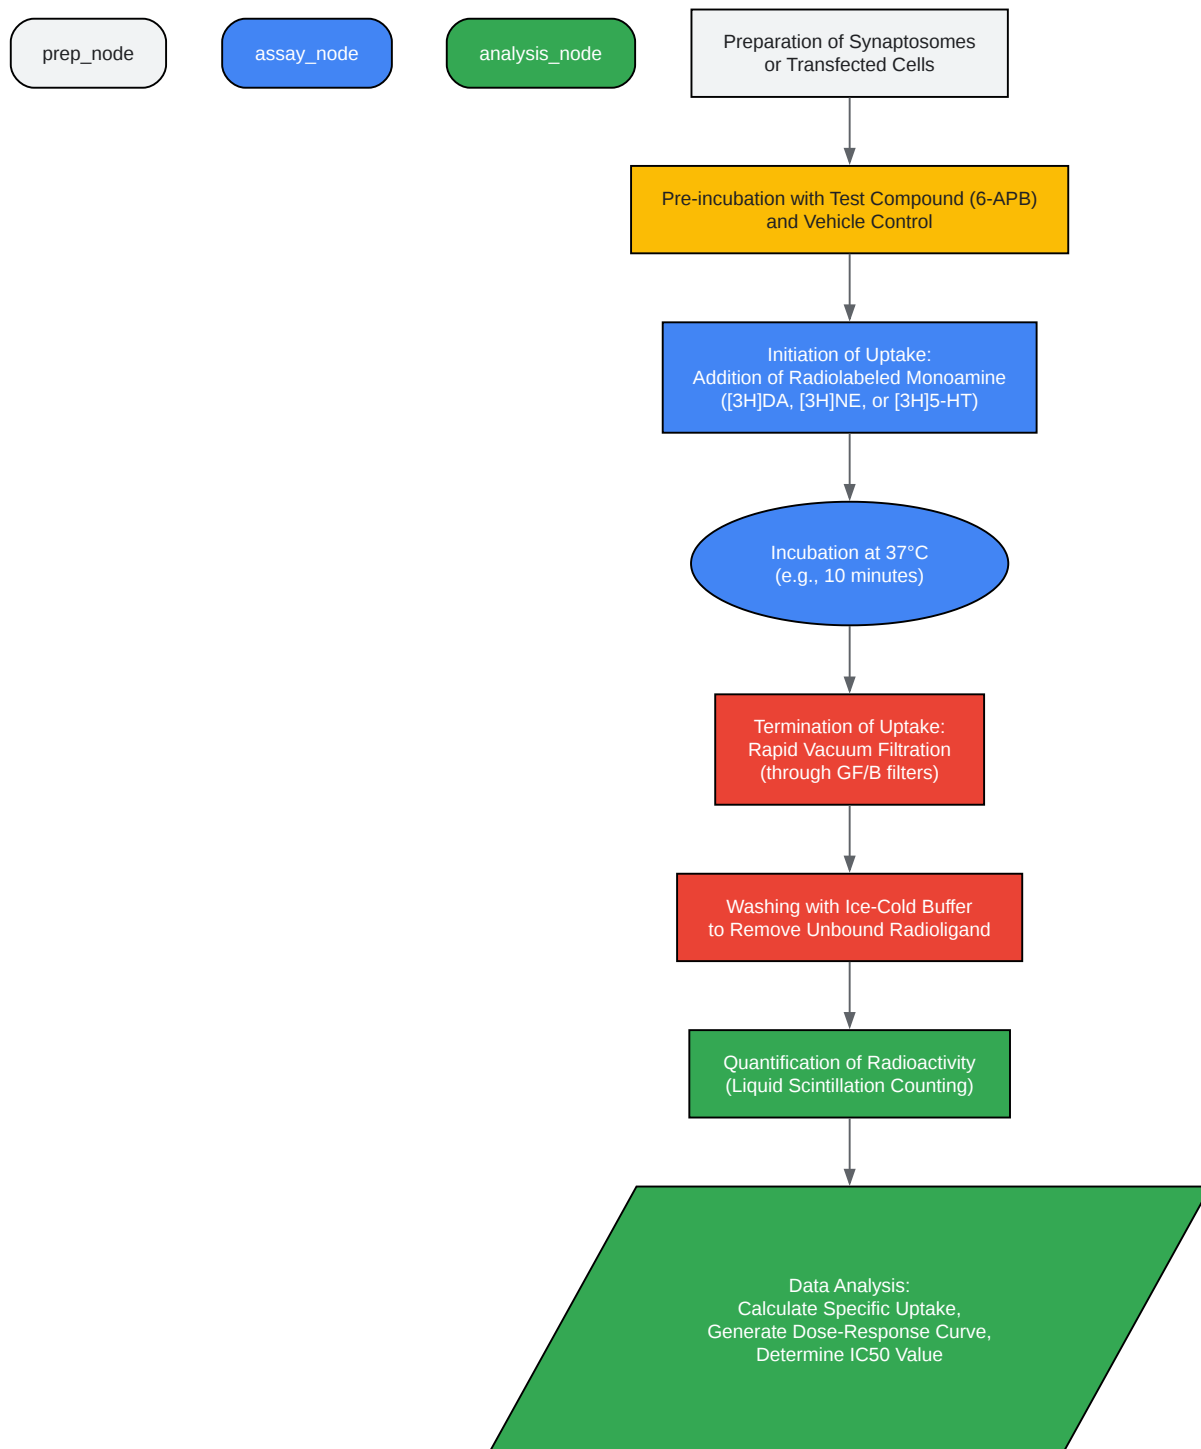 prep_node
assay_node
analysis_node
Preparation of Synaptosomes
or Transfected Cells
Pre-incubation with Test Compound (6-APB)
and Vehicle Control
Initiation of Uptake:
Addition of Radiolabeled Monoamine
([3H]DA, [3H]NE, or [3H]5-HT)
Incubation at 37°C
(e.g., 10 minutes)
Termination of Uptake:
Rapid Vacuum Filtration
(through GF/B filters)
Washing with Ice-Cold Buffer
to Remove Unbound Radioligand
Quantification of Radioactivity
(Liquid Scintillation Counting)
Data Analysis:
Calculate Specific Uptake,
Generate Dose-Response Curve,
Determine IC50 Value